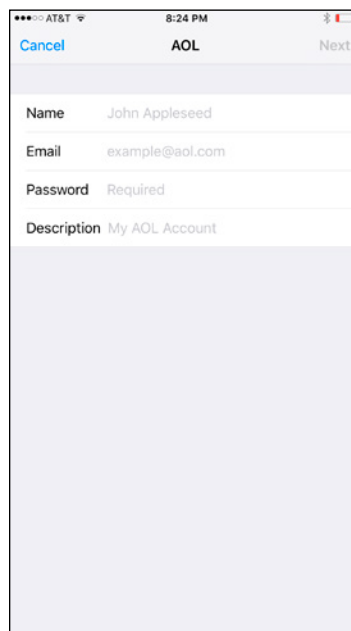 AT&T 8:24 PM
Cancel AOL Next
Name John Appleseed
Email example@aol.com
Password Required
Description My AOL Account